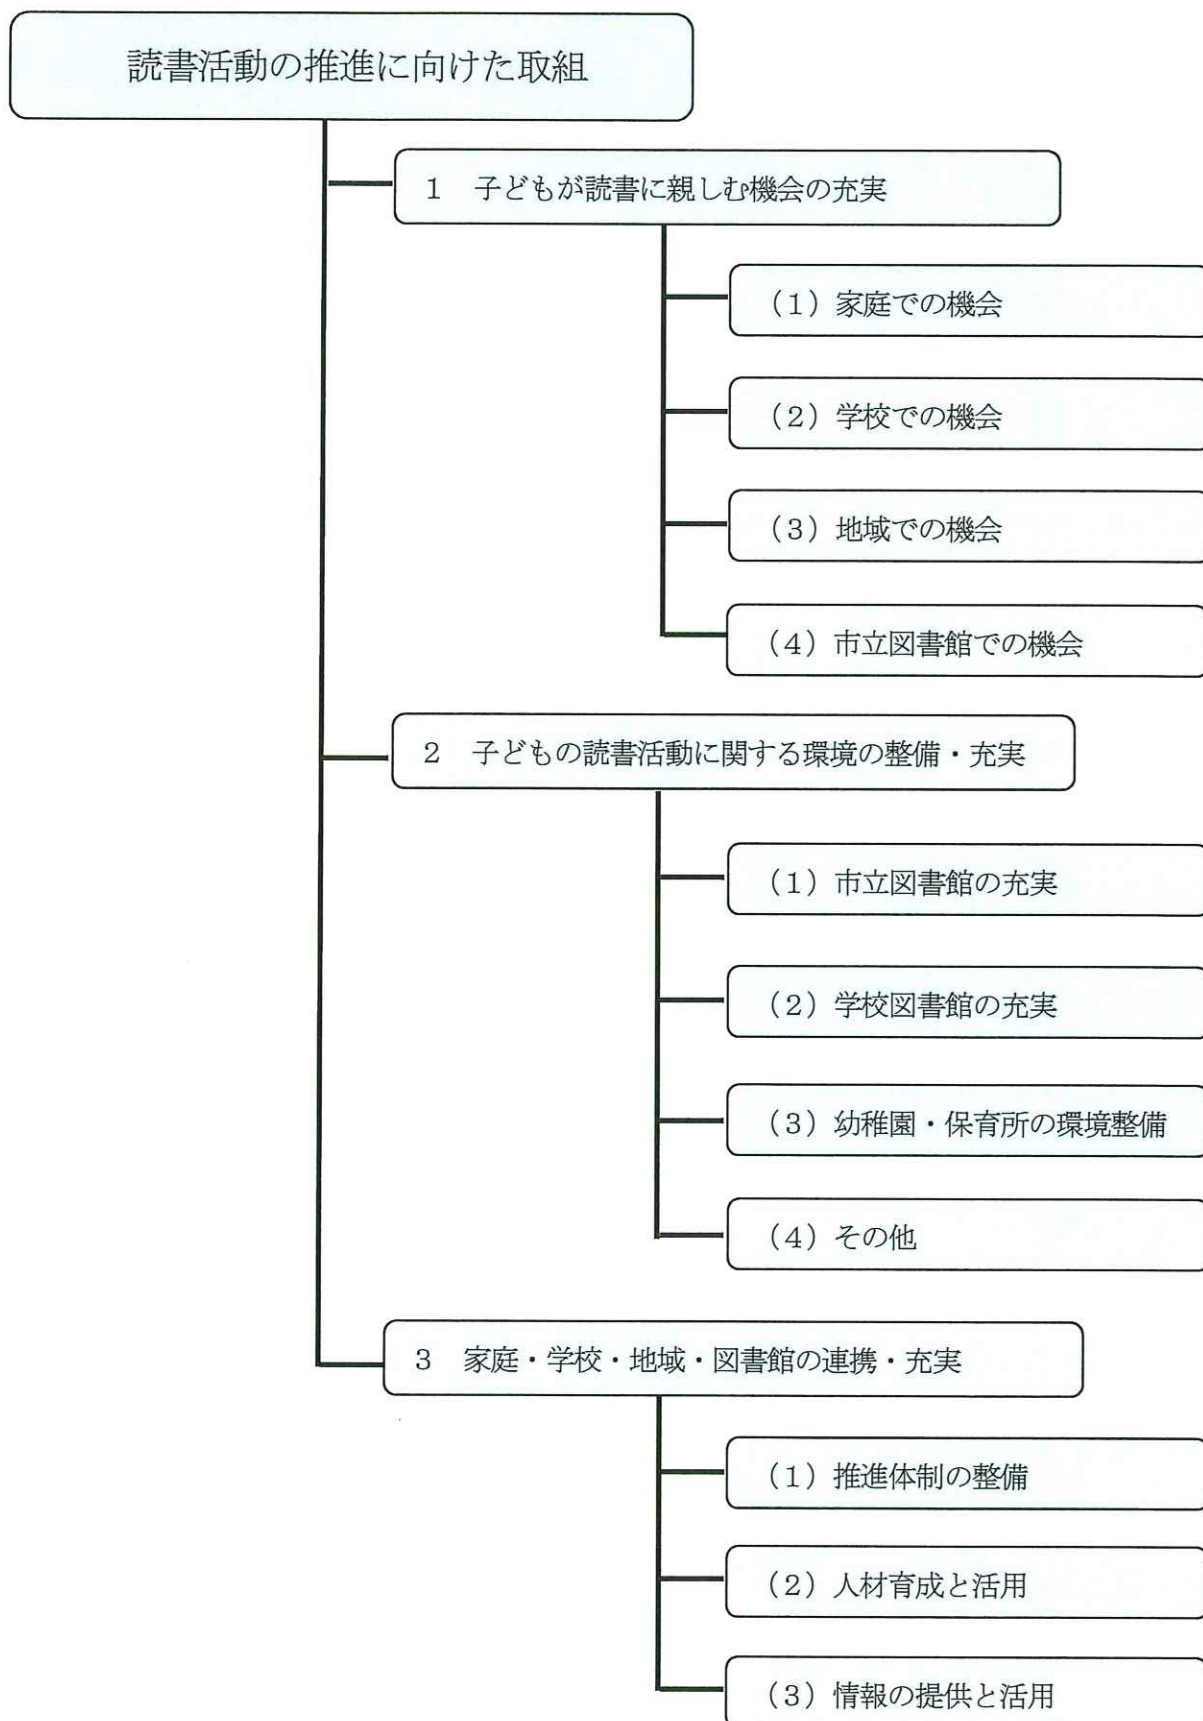 読書活動の推進に向けた取組
1 子どもが読書に親しむ機会の充実
(1) 家庭での機会
(2) 学校での機会
(3) 地域での機会
(4) 市立図書館での機会
2 子どもの読書活動に関する環境の整備・充実
(1) 市立図書館の充実
(2) 学校図書館の充実
(3) 幼稚園・保育所の環境整備
(4) その他
3 家庭・学校・地域・図書館の連携・充実
(1) 推進体制の整備
(2) 人材育成と活用
(3) 情報の提供と活用